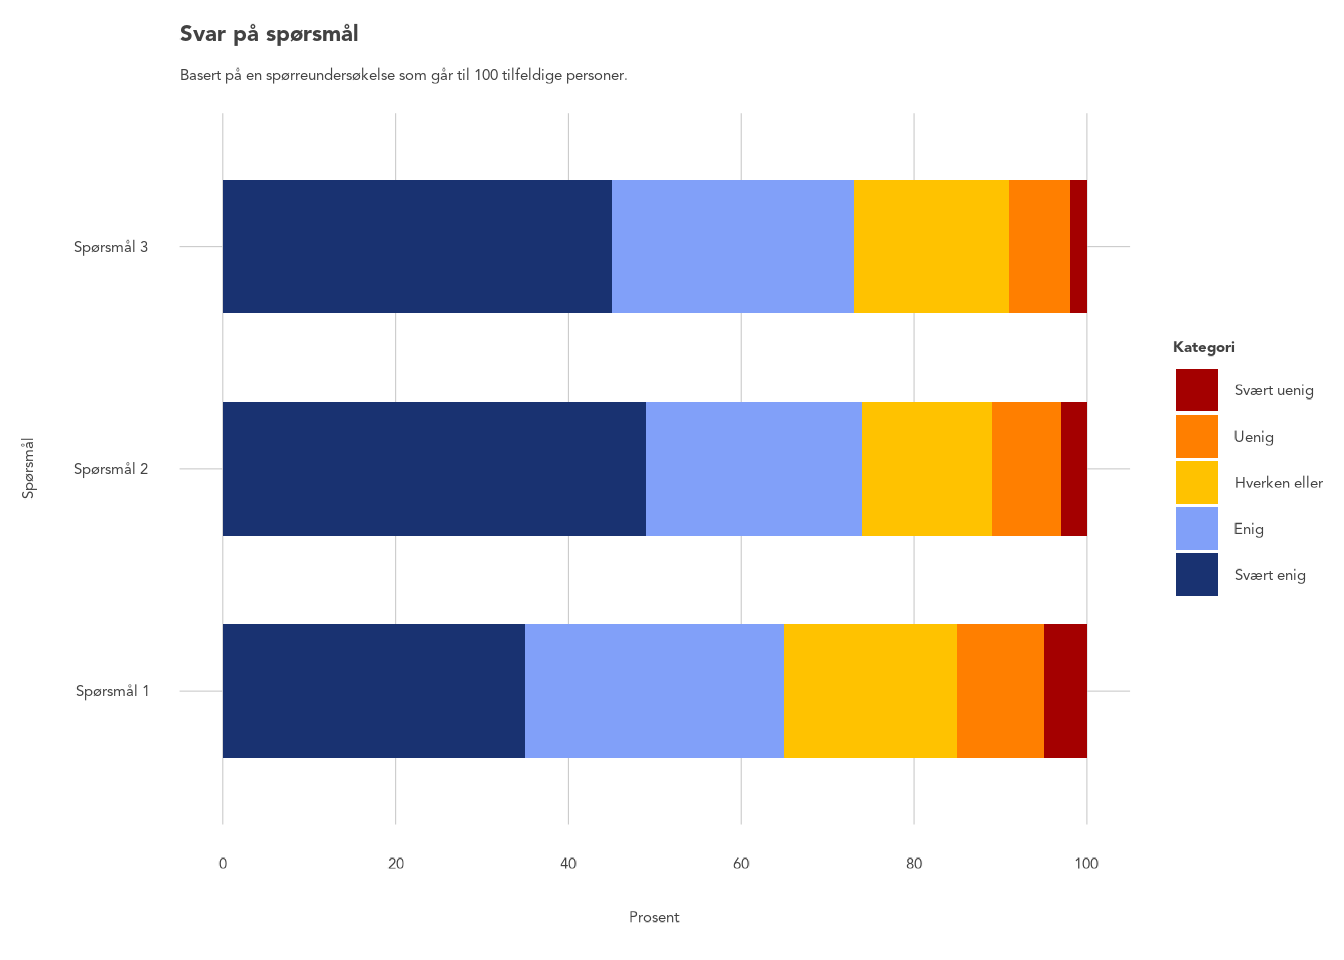 Svar på spørsmål
Basert på en spørreundersøkelse som går til 100 tilfeldige personer.
Spørsmål
Spørsmål 3
Spørsmål 2
Spørsmål 1
0 20 40 60 80 100
Prosent
Kategori
Svært uenig
Uenig
Hverken eller
Enig
Svært enig